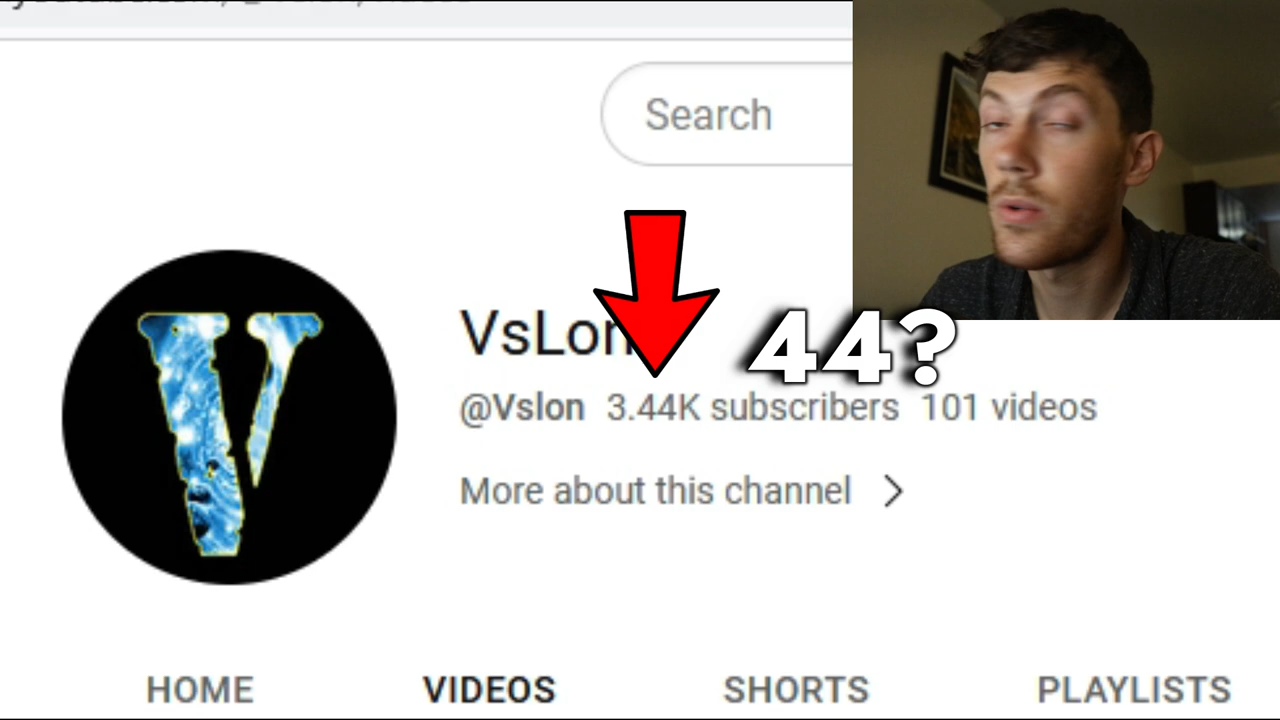 Search
VsLon
44?
@Vslon 3.44K subscribers 101 videos
More about this channel
HOME VIDEOS SHORTS PLAYLISTS